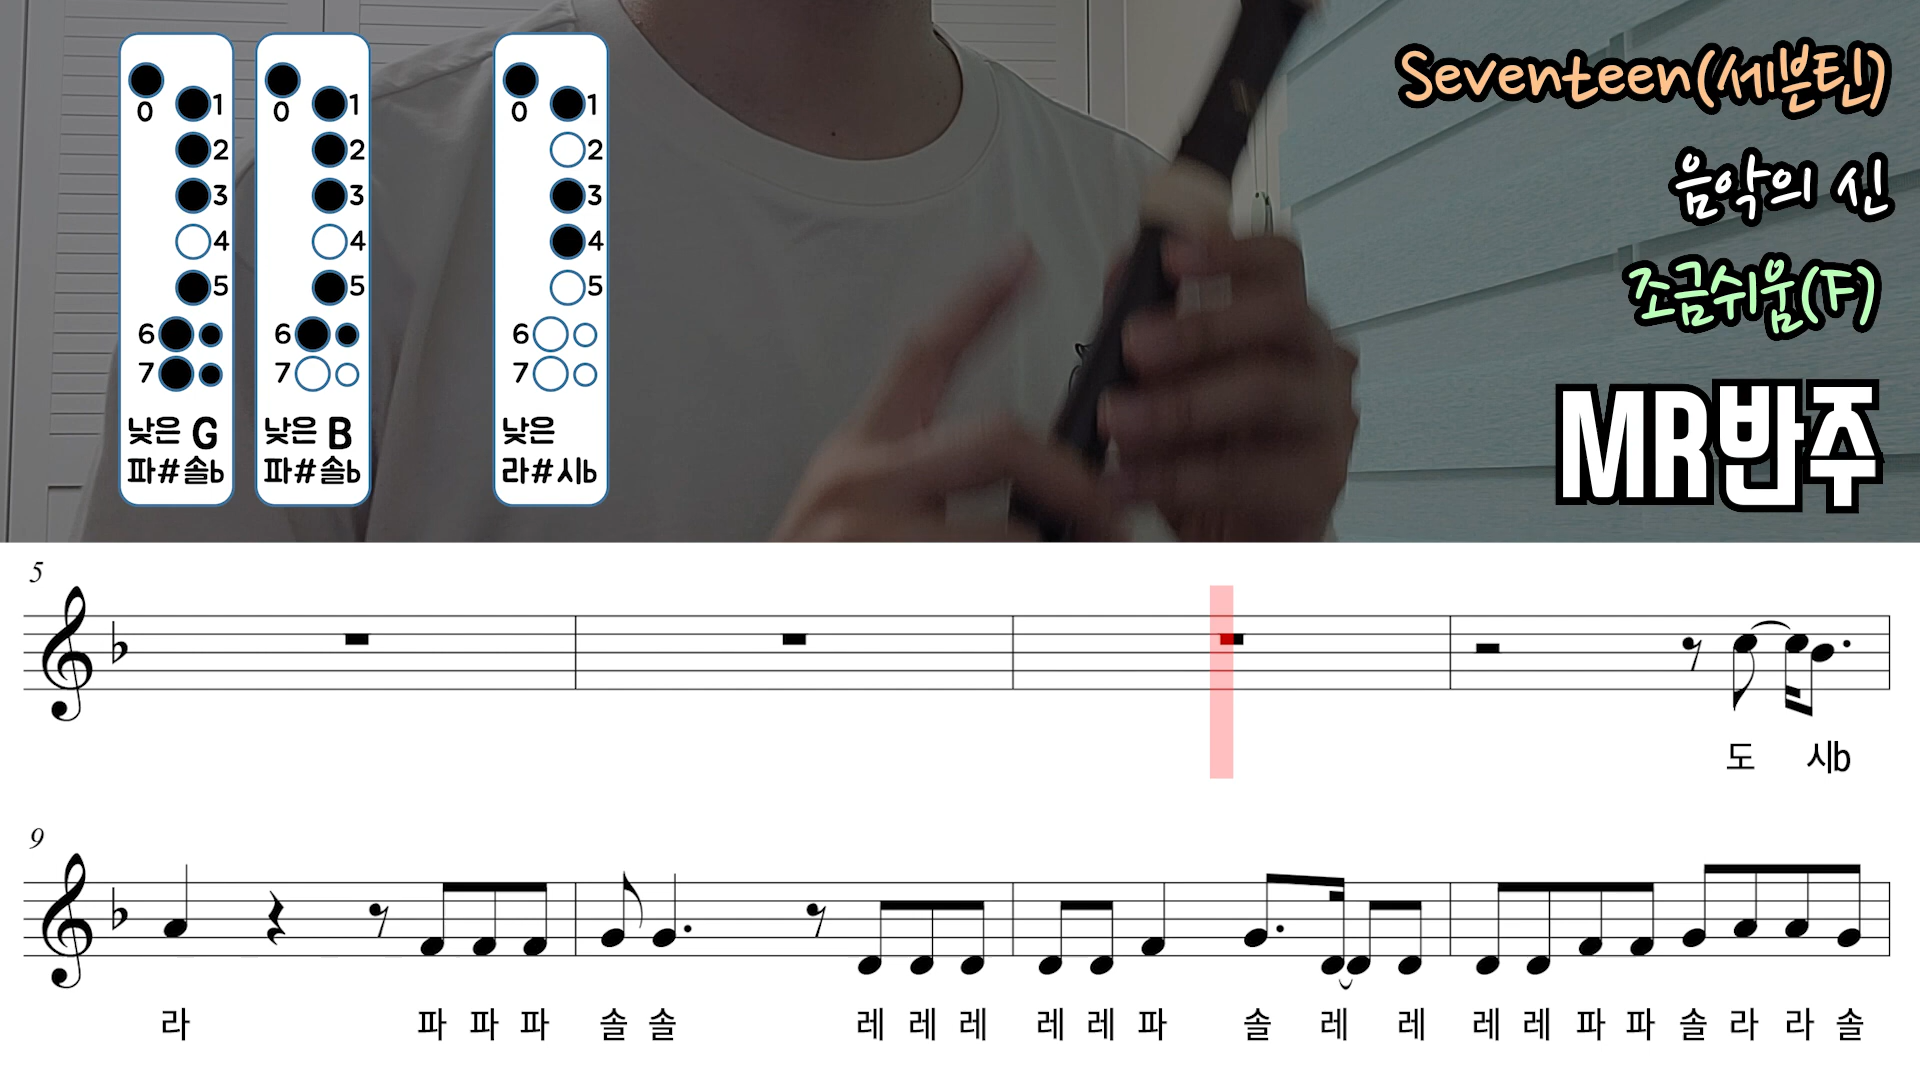 0
1
2
3
4
5
6
7
낮은 G
파#솔b
0
1
2
3
4
5
6
7
낮은 B
파#솔b
0
1
2
3
4
5
6
7
낮은
라#시b
Seventeen(세븐틴)
음악의 신
조금쉬움(F)
MR반주
5
도 시b
9
라 파 파 파 솔 솔 레 레 레 레 레 파 솔 레 레 레 레 파 파 솔 라 라 솔